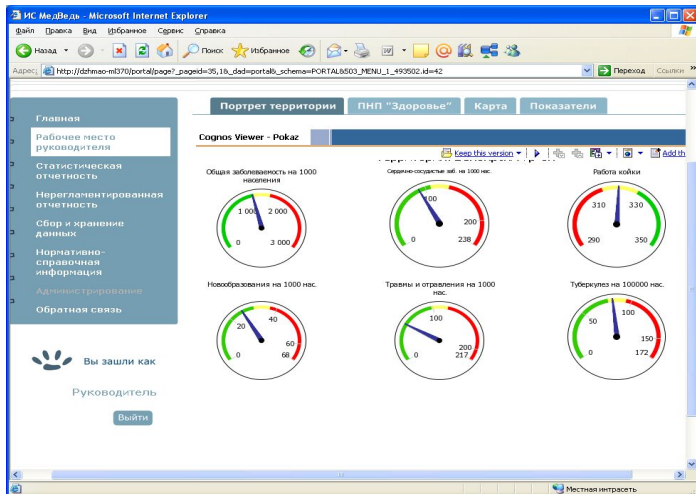 ИС МедВедь - Microsoft Internet Explorer
Файл Правка Вид Избранное Сервис Справка
Назад Поиск Избранное
Адрес: http://dzhmao-ml370/portal/page?_pageid=35,1&_dad=portal&_schema=PORTAL&503_MENU_1_493502.id=42 Переход Ссылки
Портрет территории ПНП "Здоровье" Карта Показатели
Главная
Рабочее место
руководителя
Статистическая
отчетность
Нерегламентированная
отчетность
Сбор и хранение
данных
Нормативно-
справочная
информация
Администрирование
Обратная связь
Вы зашли как
Руководитель
Выйти
Cognos Viewer - Pokaz
Keep this version Add th
Общая заболеваемость на 1000
населения
1 000 2 000
0 3 000
Сердечно-сосудистые заб. на 1000 нас.
100
200
0 238
Работа койки
310 330
290 350
Новообразования на 1000 нас.
20 40
60
0 68
Травмы и отравления на 1000
нас.
100
200
0 217
Туберкулез на 100000 нас.
50 100
150
0 172
Местная интрасеть